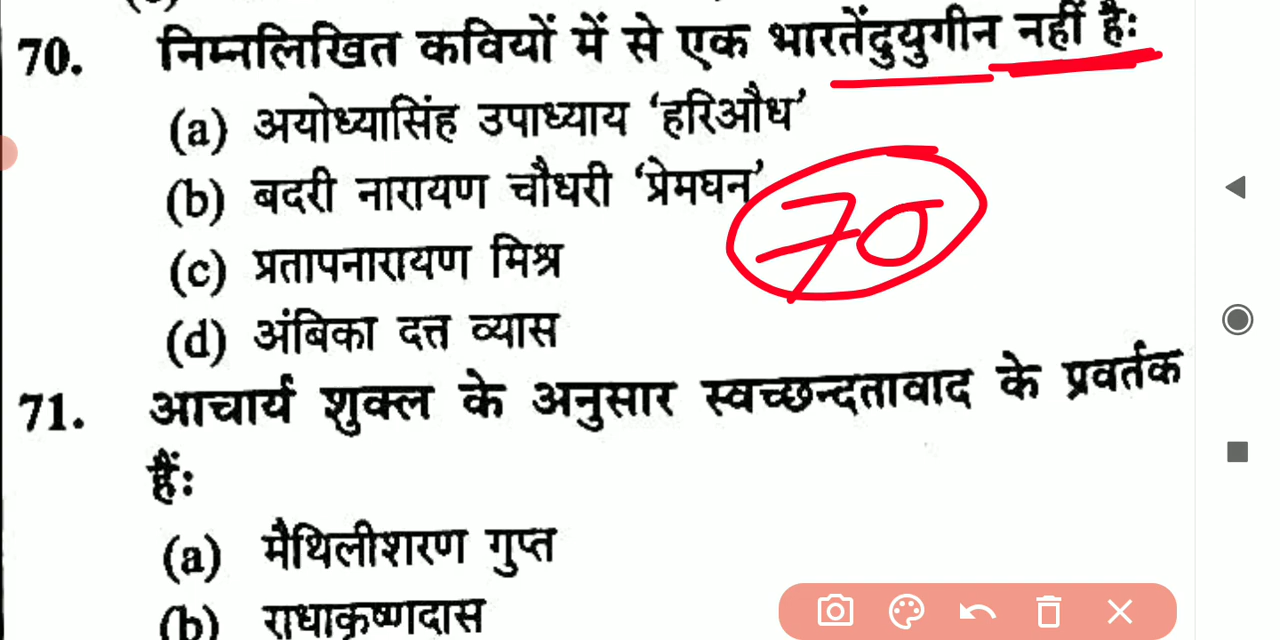 70. निम्नलिखित कवियों में से एक भारतेंदुयुगीन नहीं हैः
(a) अयोध्यासिंह उपाध्याय ‘हरिऔध’
(b) बदरी नारायण चौधरी ‘प्रेमघन’
70
(c) प्रतापनारायण मिश्र
(d) अंबिका दत्त व्यास
71. आचार्य शुक्ल के अनुसार स्वच्छन्दतावाद के प्रवर्तक
हैंः
(a) मैथिलीशरण गुप्त
(b) राधाकृष्णदास